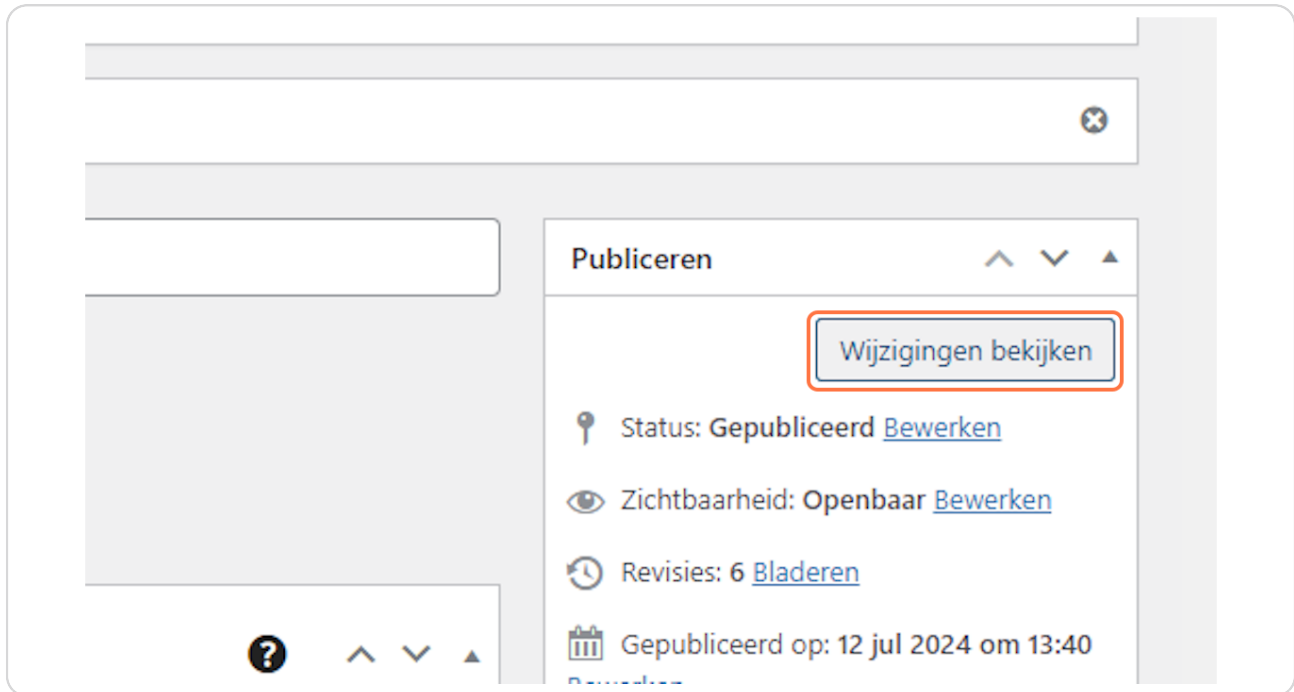 Publiceren
Wijzigingen bekijken
Status: Gepubliceerd Bewerken
Zichtbaarheid: Openbaar Bewerken
Revisies: 6 Bladeren
?
Gepubliceerd op: 12 jul 2024 om 13:40
Bewerken